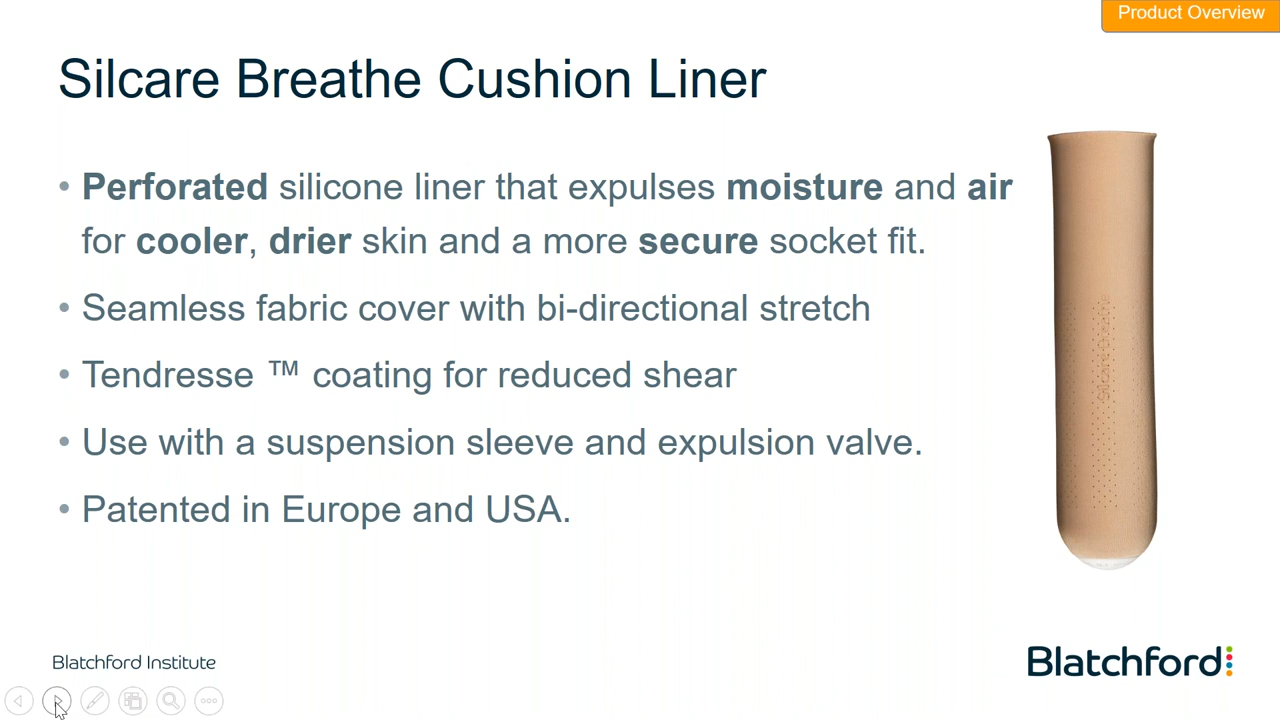 Product Overview
Silcare Breathe Cushion Liner
• Perforated silicone liner that expulses moisture and air
for cooler, drier skin and a more secure socket fit.
• Seamless fabric cover with bi-directional stretch
• Tendresse ™ coating for reduced shear
• Use with a suspension sleeve and expulsion valve.
• Patented in Europe and USA.
Silcare Breathe
Blatchford Institute
Blatchford